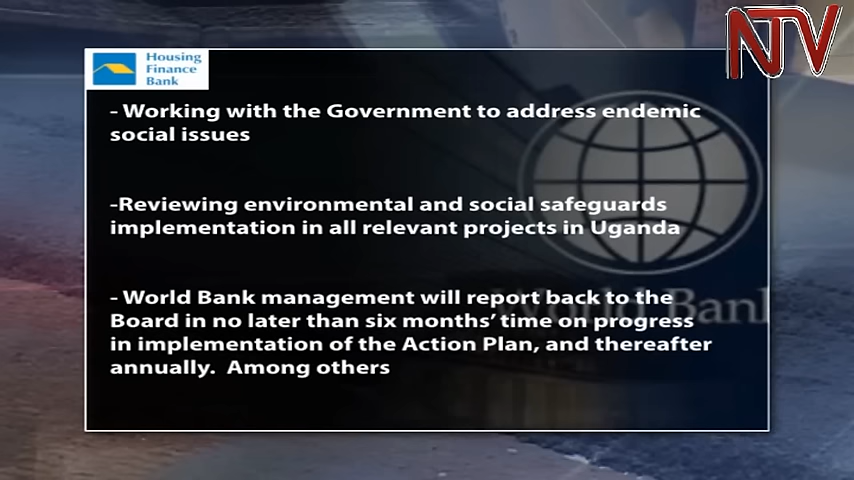 NTV
Housing
Finance
Bank
- Working with the Government to address endemic
social issues
-Reviewing environmental and social safeguards
implementation in all relevant projects in Uganda
- World Bank management will report back to the
Board in no later than six months’ time on progress
in implementation of the Action Plan, and thereafter
annually.  Among others
World Bank